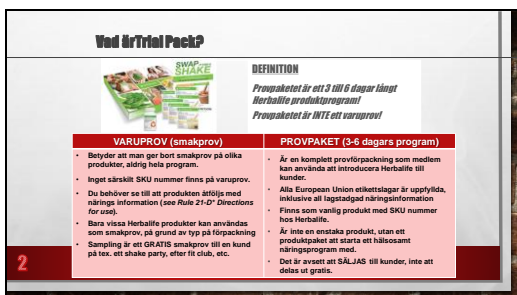 Vad ärTrial Pack?
SWAP
SHAKE
DEFINITION
Provpaketet är ett 3 till 6 dagar långt
Herbalife produktprogram!
Provpaketet är INTE ett varuprov!
VARUPROV (smakprov)
• Betyder att man ger bort smakprov på olika
produkter, aldrig hela program.
• Inget särskilt SKU nummer finns på varuprov.
• Du behöver se till att produkten åtföljs med
närings information (see Rule 21-D* Directions
for use).
• Bara vissa Herbalife produkter kan användas
som smakprov, på grund av typ på förpackning
• Sampling är ett GRATIS smakprov till en kund
på tex. ett shake party, efter fit club, etc.
PROVPAKET (3-6 dagars program)
• Är en komplett provförpackning som medlem
kan använda att introducera Herbalife till
kunder.
• Alla European Union etikettslagar är uppfyllda,
inklusive all lagstadgad näringsinformation
• Finns som vanlig produkt med SKU nummer
hos Herbalife.
• Är inte en enstaka produkt, utan ett
produktpaket att starta ett hälsosamt
näringsprogram med.
• Det är avsett att SÄLJAS till kunder, inte att
delas ut gratis.
2